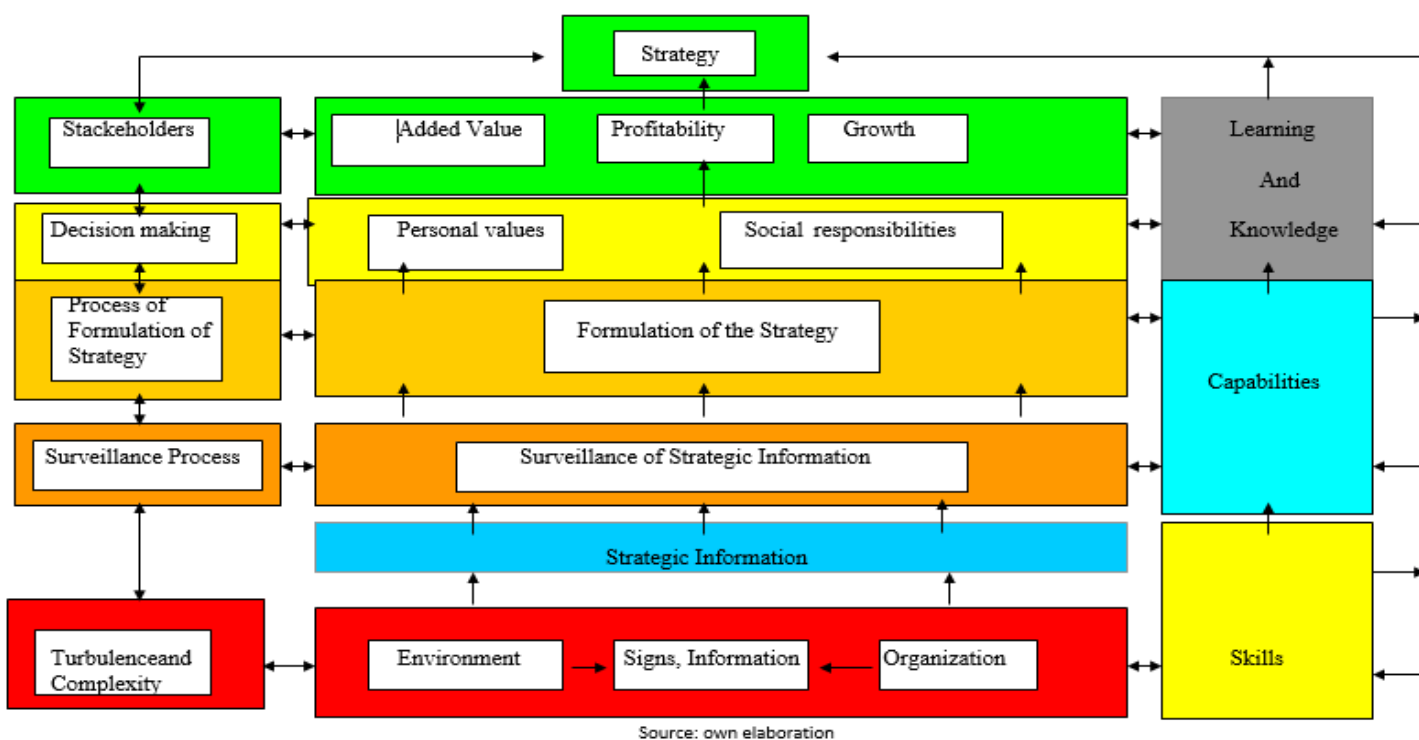 Strategy
Stackeholders
Added Value
Profitability
Growth
Learning
And
Knowledge
Decision making
Personal values
Social responsibilities
Process of
Formulation of
Strategy
Formulation of the Strategy
Capabilities
Surveillance Process
Surveillance of Strategic Information
Strategic Information
Turbulenceand
Complexity
Environment
Signs, Information
Organization
Skills
Source: own elaboration